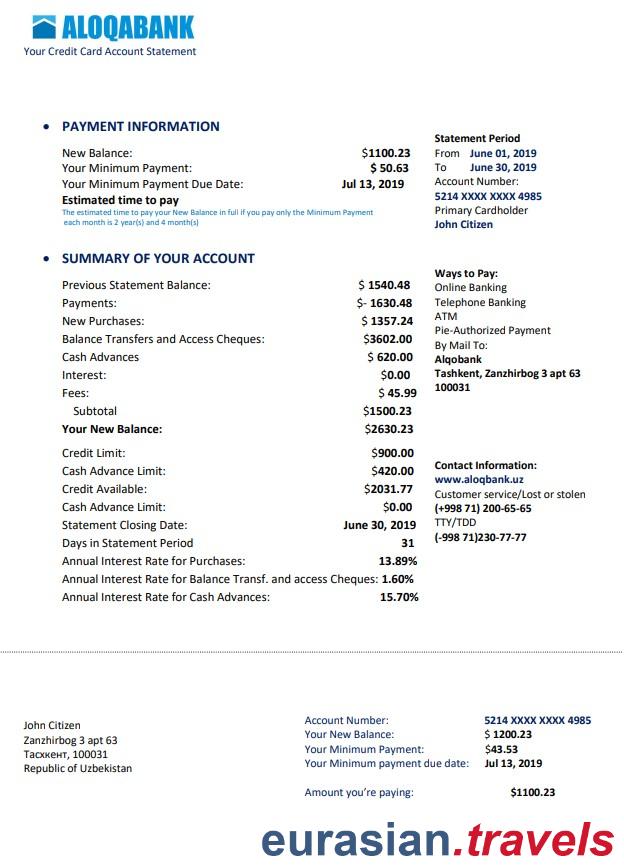 ALOQABANK
Your Credit Card Account Statement
• PAYMENT INFORMATION
New Balance: $1100.23
Your Minimum Payment: $ 50.63
Your Minimum Payment Due Date: Jul 13, 2019
Estimated time to pay
The estimated time to pay your New Balance in full if you pay only the Minimum Payment
each month is 2 year(s) and 4 month(s)
Statement Period
From June 01, 2019
To June 30, 2019
Account Number:
5214 XXXX XXXX 4985
Primary Cardholder
John Citizen
• SUMMARY OF YOUR ACCOUNT
Previous Statement Balance: $ 1540.48
Payments: $- 1630.48
New Purchases: $ 1357.24
Balance Transfers and Access Cheques: $3602.00
Cash Advances $ 620.00
Interest: $0.00
Fees: $ 45.99
Subtotal $1500.23
Your New Balance: $2630.23
Credit Limit: $900.00
Cash Advance Limit: $420.00
Credit Available: $2031.77
Cash Advance Limit: $0.00
Statement Closing Date: June 30, 2019
Days in Statement Period 31
Annual Interest Rate for Purchases: 13.89%
Annual Interest Rate for Balance Transf. and access Cheques: 1.60%
Annual Interest Rate for Cash Advances: 15.70%
Ways to Pay:
Online Banking
Telephone Banking
ATM
Pie-Authorized Payment
By Mail To:
Alqobank
Tashkent, Zanzhirbog 3 apt 63
100031
Contact Information:
www.aloqbank.uz
Customer service/Lost or stolen
(+998 71) 200-65-65
TTY/TDD
(-998 71)230-77-77
John Citizen
Zanzhirbog 3 apt 63
Тасхкент, 100031
Republic of Uzbekistan
Account Number: 5214 XXXX XXXX 4985
Your New Balance: $ 1200.23
Your Minimum Payment: $43.53
Your Minimum payment due date: Jul 13, 2019
Amount you're paying: $1100.23
eurasian.travels